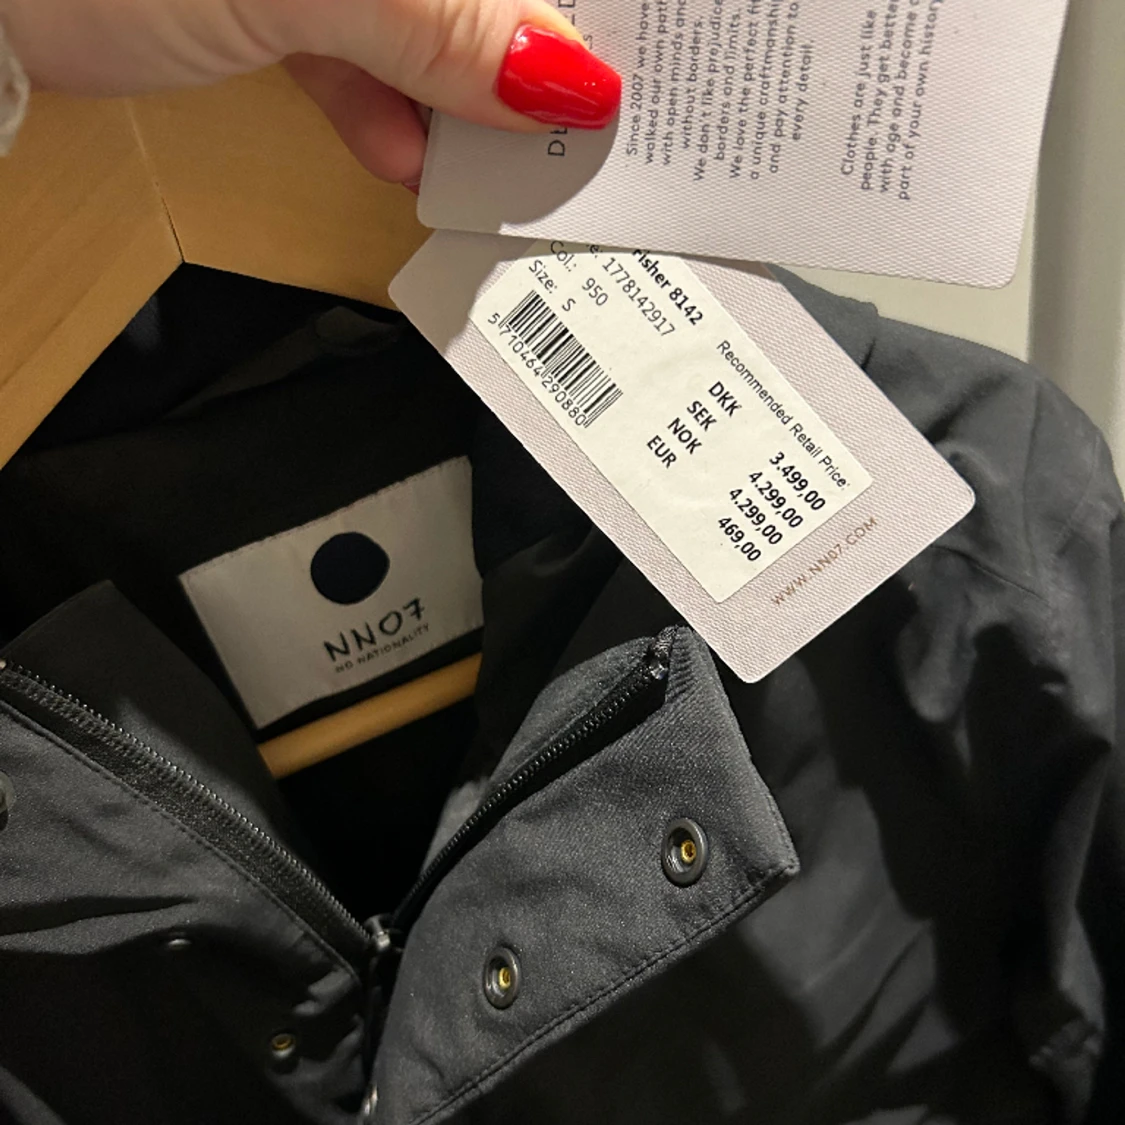 Since 2007 we have
walked our own path
with open minds and
without borders.
We don't like prejudice
borders and limits.
We love the perfect fit
a unique craftsmanship
and pay attention to
every detail.
Clothes are just like
people. They get better
with age and become a
part of your own history
8142
1778142917
Col.: 950
Size: S
5 710464 290880
Recommended Retail Price:
DKK 3.499,00
SEK 4.299,00
NOK 4.299,00
EUR 469,00
WWW.NN07.COM
NN07
NO NATIONALITY